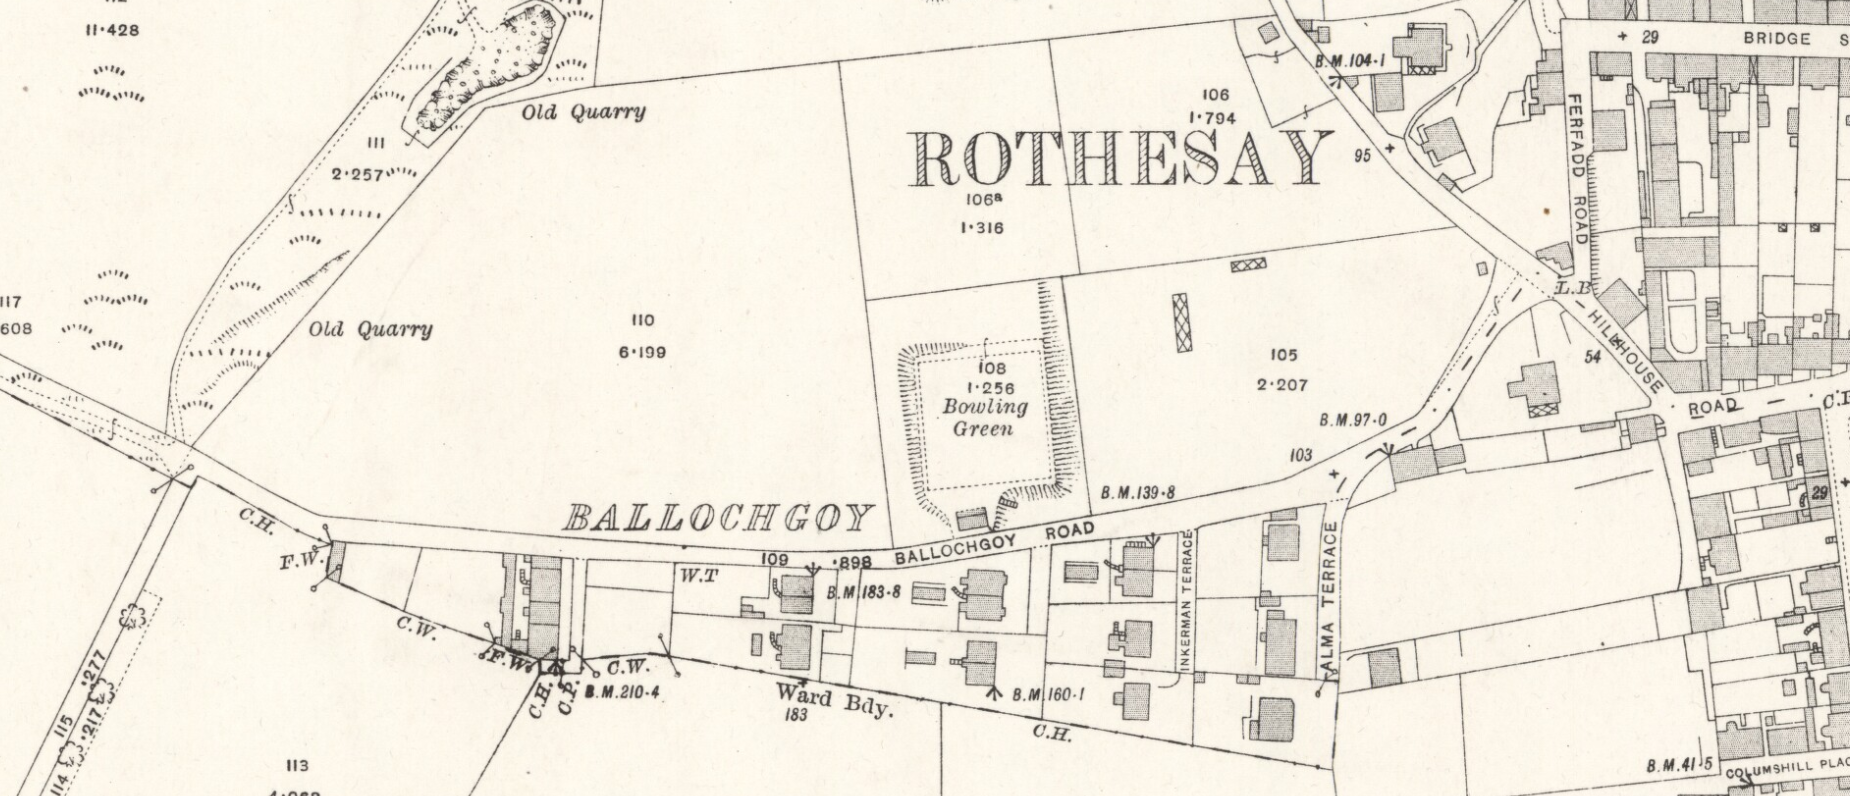 11·428
29
BRIDGE S
B.M.104·1
Old Quarry
106
1·794
FERFADD ROAD
111
2·257
ROTHESAY
95
106ª
1·316
117
608
Old Quarry
110
6·199
L.B
HILLHOUSE
ROAD
54
108
1·256
Bowling
Green
105
2·207
B.M.97·0
103
B.M.139·8
29
BALLOCHGOY
C.H.
F.W.
BALLOCHGOY ROAD
109
·898
W.T
B.M.183·8
INKERMAN TERRACE
ALMA TERRACE
C.W.
F.W.
C.W.
C.H.
C.P.
B.M.210·4
Ward Bdy.
183
B.M.160·1
C.H.
·277
115
·217
114
113
B.M.41·5
COLUMSHILL PLAC